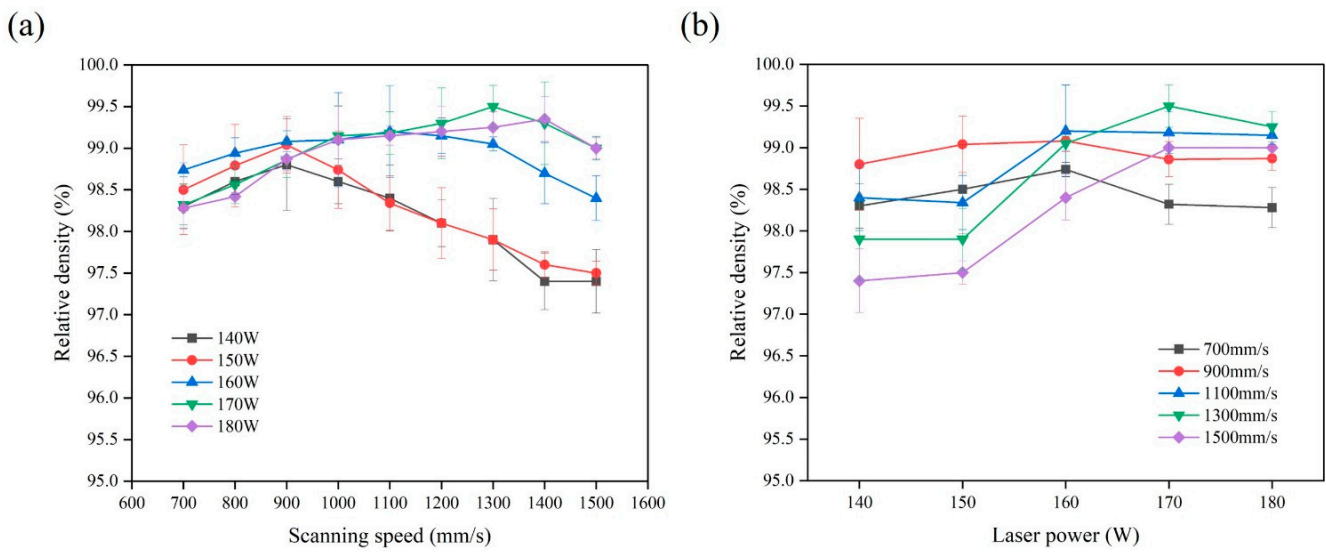 (a)
100.0
99.5
99.0
98.5
98.0
97.5
97.0
96.5
96.0
95.5
95.0
Relative density (%)
140W
150W
160W
170W
180W
600 700 800 900 1000 1100 1200 1300 1400 1500 1600
Scanning speed (mm/s)
(b)
100.0
99.5
99.0
98.5
98.0
97.5
97.0
96.5
96.0
95.5
95.0
Relative density (%)
700mm/s
900mm/s
1100mm/s
1300mm/s
1500mm/s
140 150 160 170 180
Laser power (W)